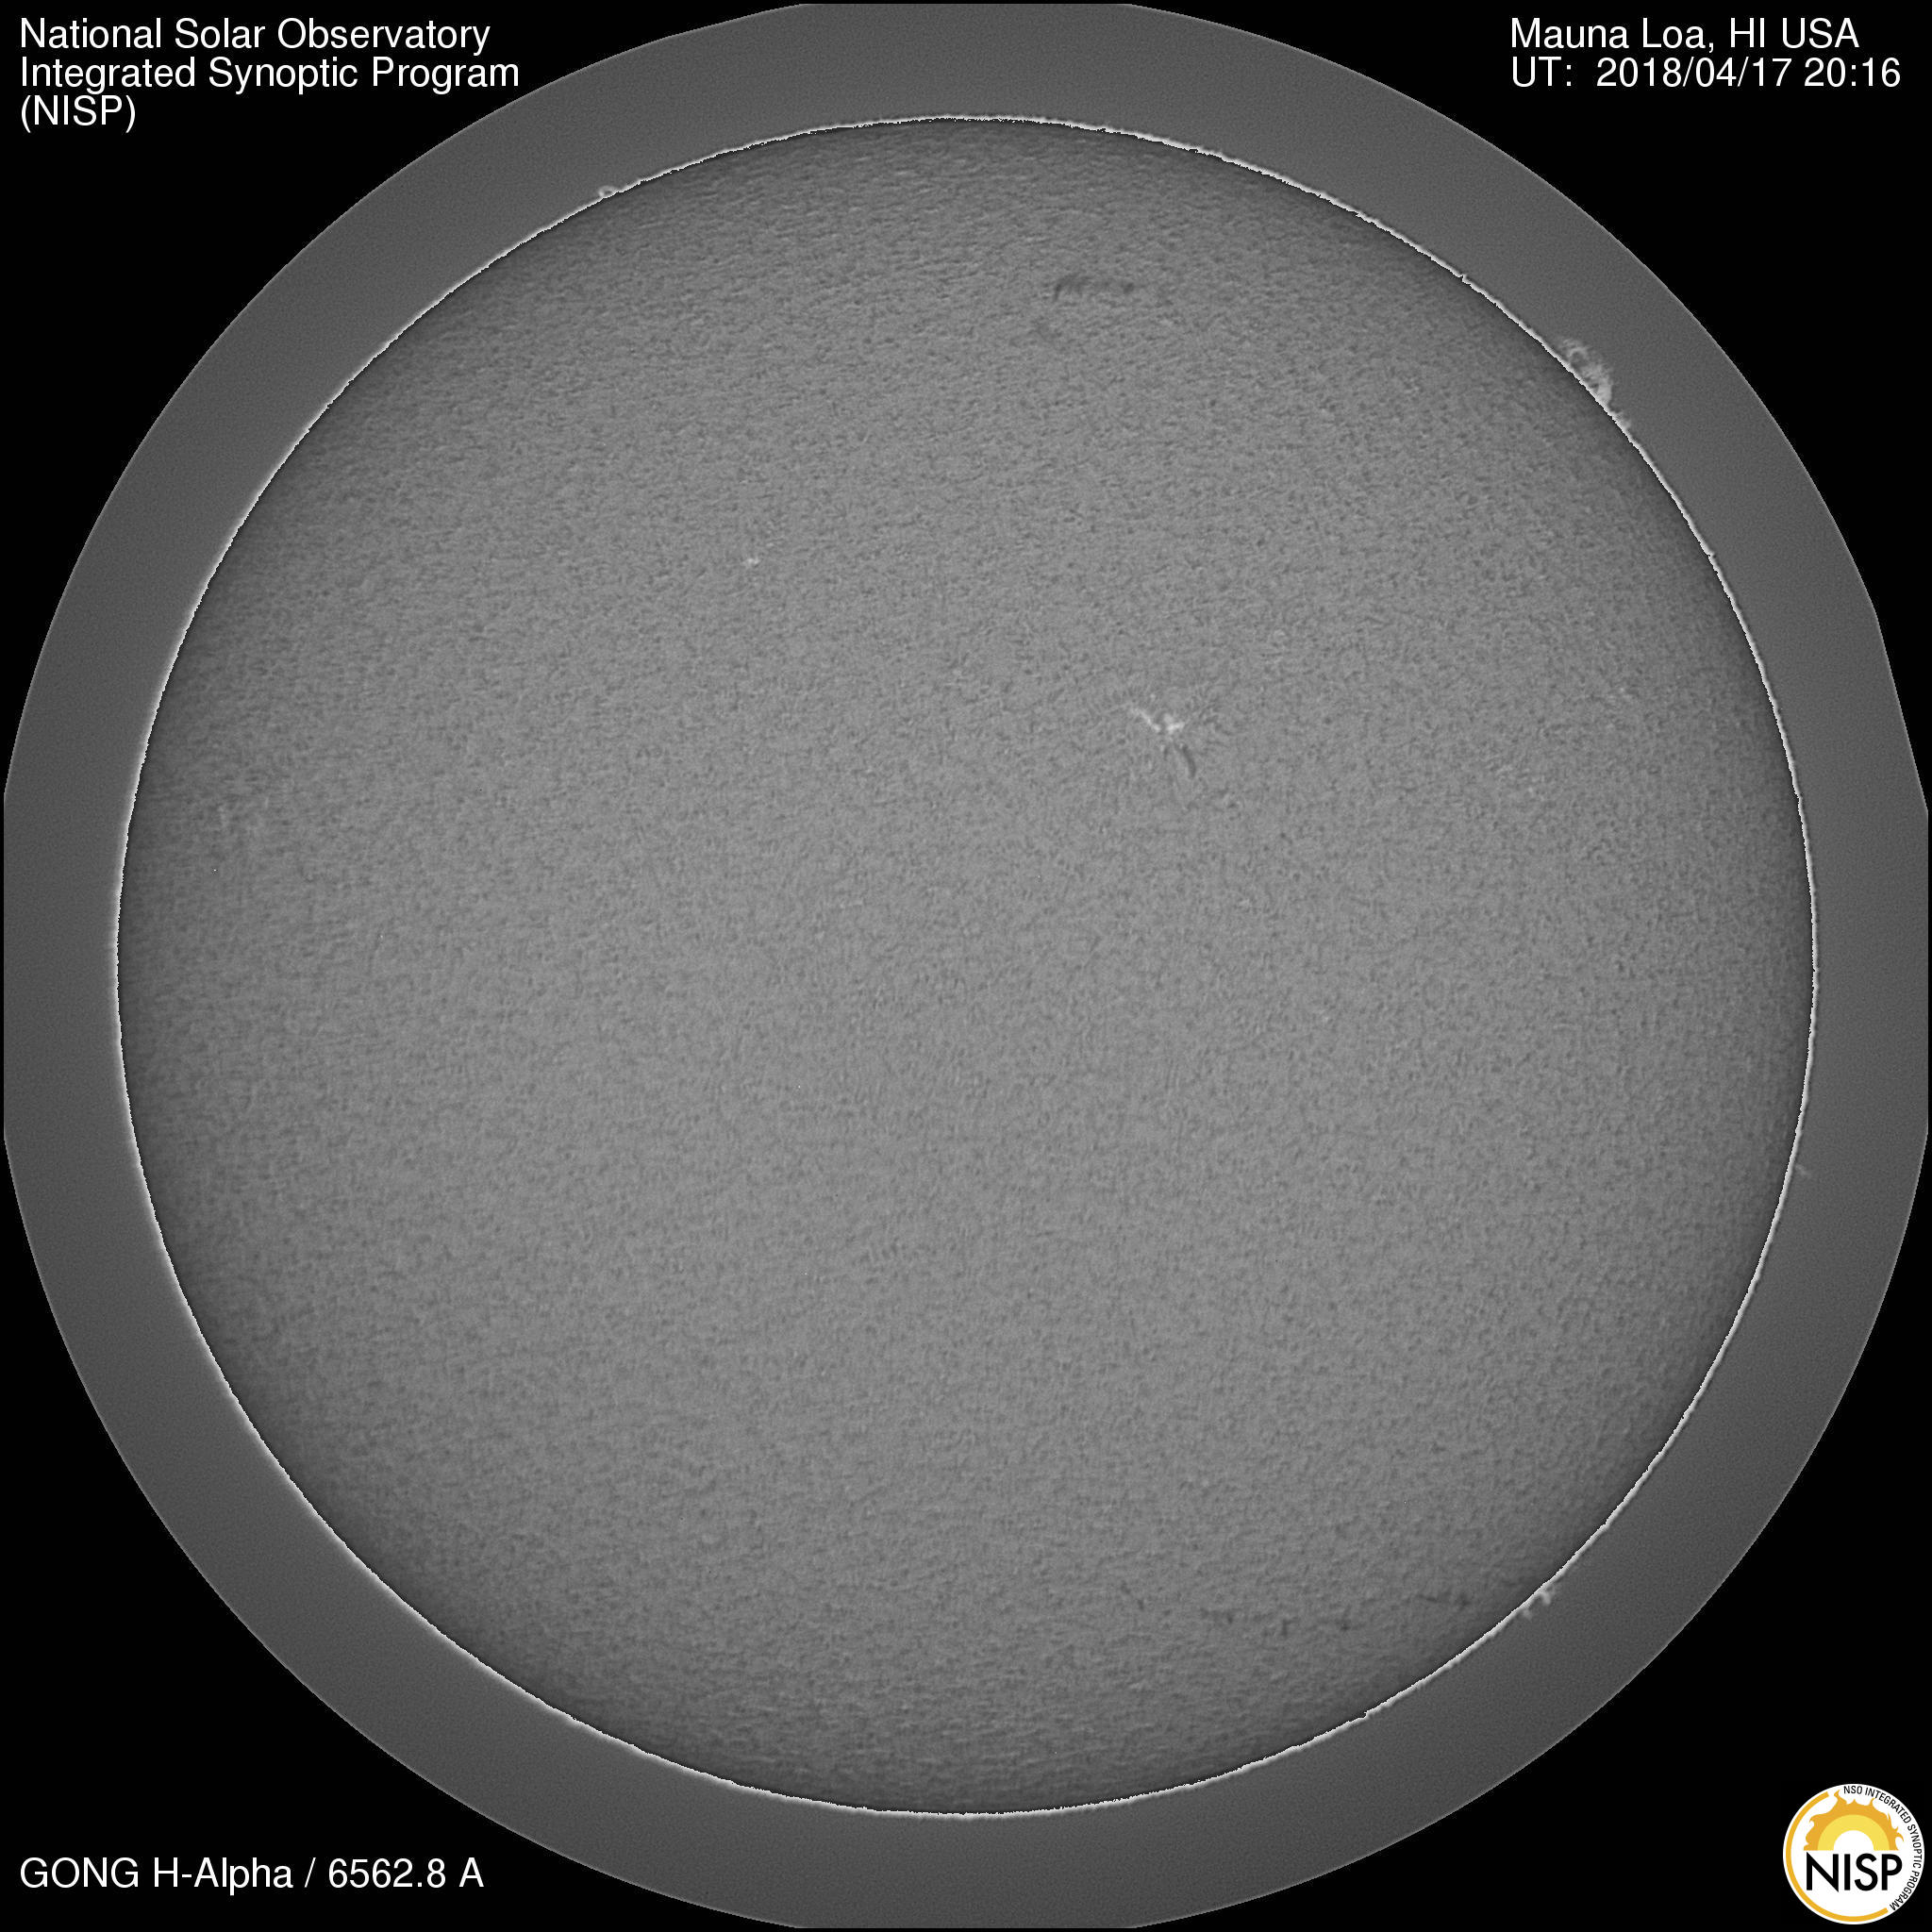 National Solar Observatory
Integrated Synoptic Program
(NISP)
Mauna Loa, HI USA
UT:  2018/04/17 20:16
GONG H-Alpha / 6562.8 A
NSO INTEGRATED SYNOPTIC PROGRAM
NISP